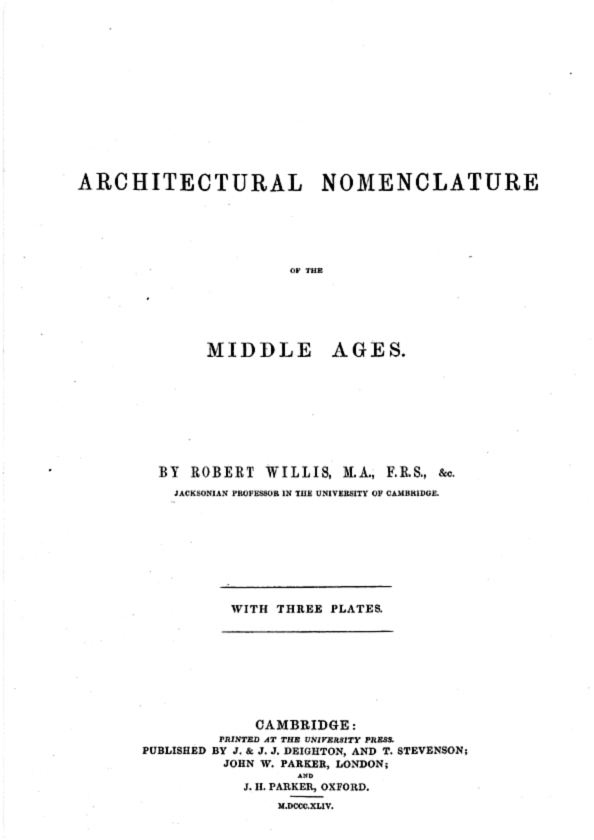 ARCHITECTURAL NOMENCLATURE
OF THE
MIDDLE AGES.
BY ROBERT WILLIS, M.A., F.R.S., &c.
JACKSONIAN PROFESSOR IN THE UNIVERSITY OF CAMBRIDGE.
WITH THREE PLATES.
CAMBRIDGE:
PRINTED AT THE UNIVERSITY PRESS.
PUBLISHED BY J. & J. J. DEIGHTON, AND T. STEVENSON;
JOHN W. PARKER, LONDON;
AND
J. H. PARKER, OXFORD.
M.DCCC.XLIV.